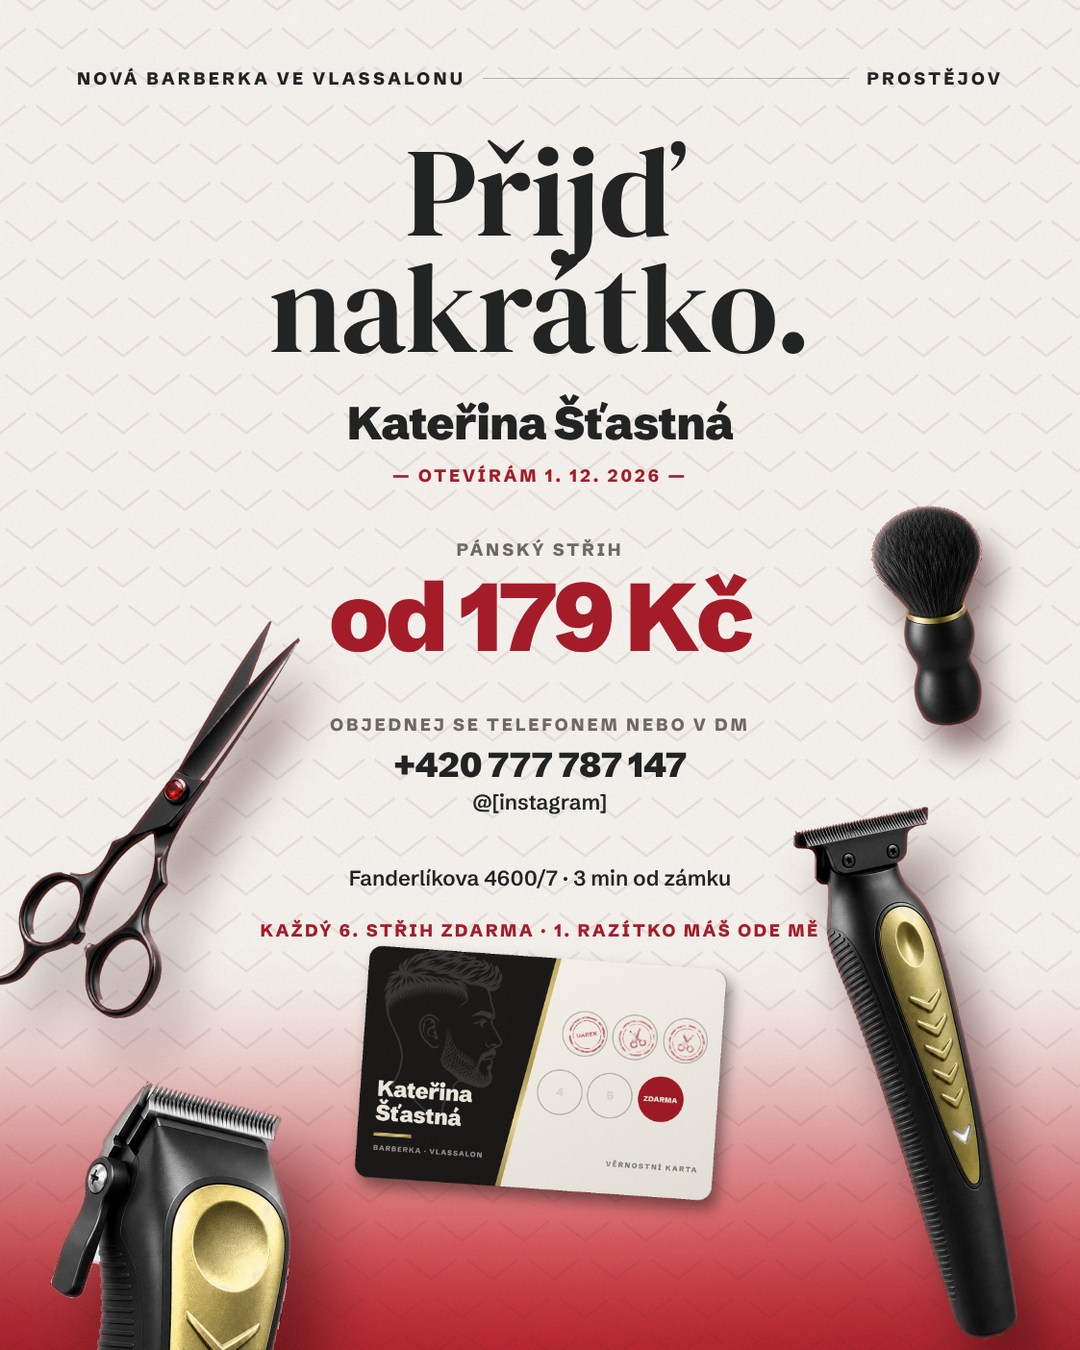 NOVÁ BARBERKA VE VLASSALONU
PROSTĚJOV
Přijď
nakrátko.
Kateřina Šťastná
— OTEVÍRÁM 1. 12. 2026 —
PÁNSKÝ STŘIH
od 179 Kč
OBJEDNEJ SE TELEFONEM NEBO V DM
+420 777 787 147
@[instagram]
Fanderlíkova 4600/7 · 3 min od zámku
KAŽDÝ 6. STŘIH ZDARMA · 1. RAZÍTKO MÁŠ ODE MĚ
Kateřina
Šťastná
BARBERKA · VLASSALON
DÁREK
4
5
ZDARMA
VĚRNOSTNÍ KARTA